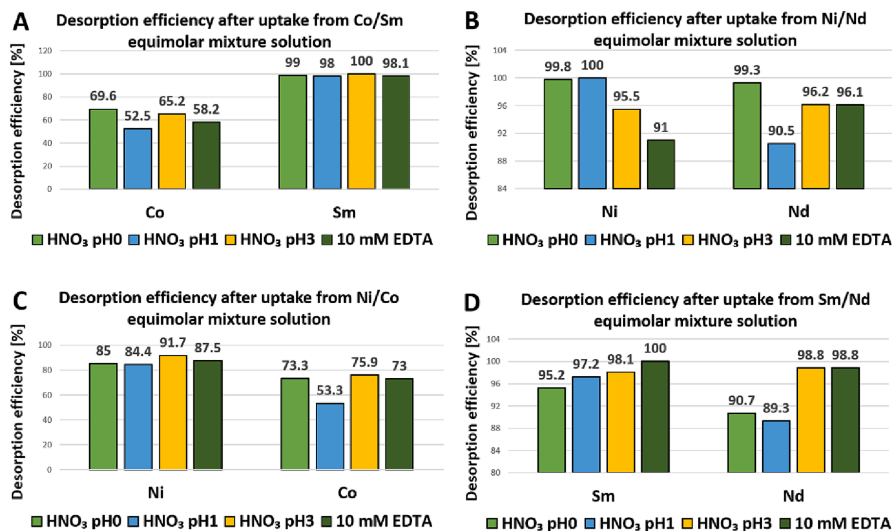 A
Desorption efficiency after uptake from Co/Sm
equimolar mixture solution
Desorption efficiency [%]
120
100
80
60
40
20
0
69.6
52.5
65.2
58.2
99
98
100
98.1
Co
Sm
HNO₃ pH0
HNO₃ pH1
HNO₃ pH3
10 mM EDTA
B
Desorption efficiency after uptake from Ni/Nd
equimolar mixture solution
Desorption efficiency [%]
104
100
96
92
88
84
99.8
100
95.5
91
99.3
90.5
96.2
96.1
Ni
Nd
HNO₃ pH0
HNO₃ pH1
HNO₃ pH3
10 mM EDTA
C
Desorption efficiency after uptake from Ni/Co
equimolar mixture solution
Desorption efficiency [%]
100
80
60
40
20
0
85
84.4
91.7
87.5
73.3
53.3
75.9
73
Ni
Co
HNO₃ pH0
HNO₃ pH1
HNO₃ pH3
10 mM EDTA
D
Desorption efficiency after uptake from Sm/Nd
equimolar mixture solution
Desorption efficiency [%]
104
100
96
92
88
84
80
95.2
97.2
98.1
100
90.7
89.3
98.8
98.8
Sm
Nd
HNO₃ pH0
HNO₃ pH1
HNO₃ pH3
10 mM EDTA